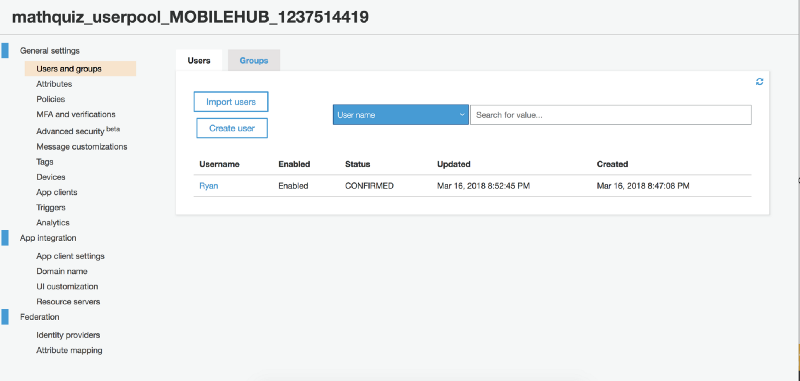 mathquiz_userpool_MOBILEHUB_1237514419
General settings
Users and groups
Attributes
Policies
MFA and verifications
Advanced security beta
Message customizations
Tags
Devices
App clients
Triggers
Analytics
App integration
App client settings
Domain name
UI customization
Resource servers
Federation
Identity providers
Attribute mapping
Users Groups
Import users
Create user
User name Search for value...
Username Enabled Status Updated Created
Ryan Enabled CONFIRMED Mar 16, 2018 8:52:45 PM Mar 16, 2018 8:47:08 PM